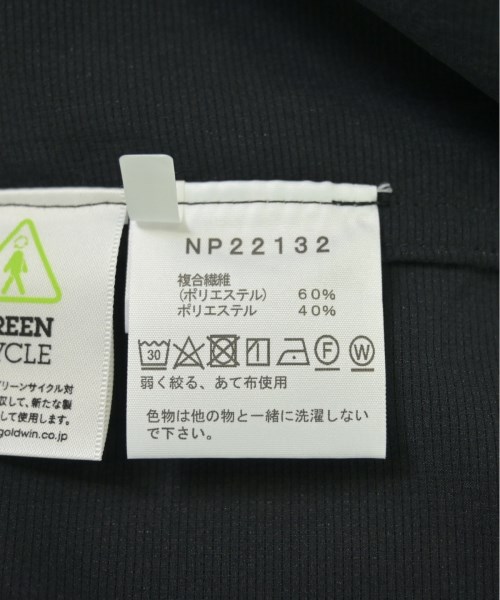 NP22132
複合繊維
(ポリエステル) 60%
ポリエステル 40%
30
F
W
弱く絞る、あて布使用
色物は他の物と一緒に洗濯しない
で下さい。
REEN
YCLE
リーンサイクル対
収して、新たな製
して使用します。
goldwin.co.jp